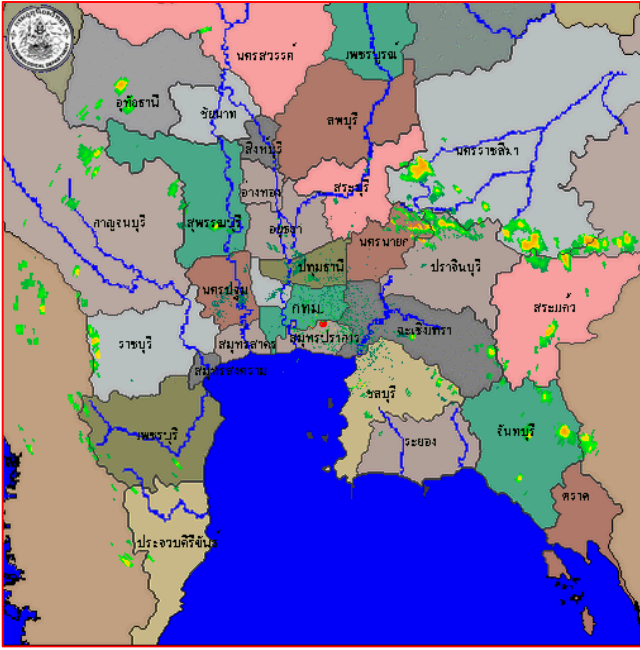 นครสวรรค์
เพชรบูรณ์
อุทัยธานี
ชัยนาท
ลพบุรี
สิงห์บุรี
นครราชสีมา
อ่างทอง
สระบุรี
กาญจนบุรี
สุพรรณบุรี
อยุธยา
นครนายก
ปทุมธานี
ปราจีนบุรี
นครปฐม
กทม.
สระแก้ว
ราชบุรี
สมุทรสาคร
สมุทรปราการ
ฉะเชิงเทรา
สมุทรสงคราม
ชลบุรี
เพชรบุรี
ระยอง
จันทบุรี
ตราด
ประจวบคีรีขันธ์